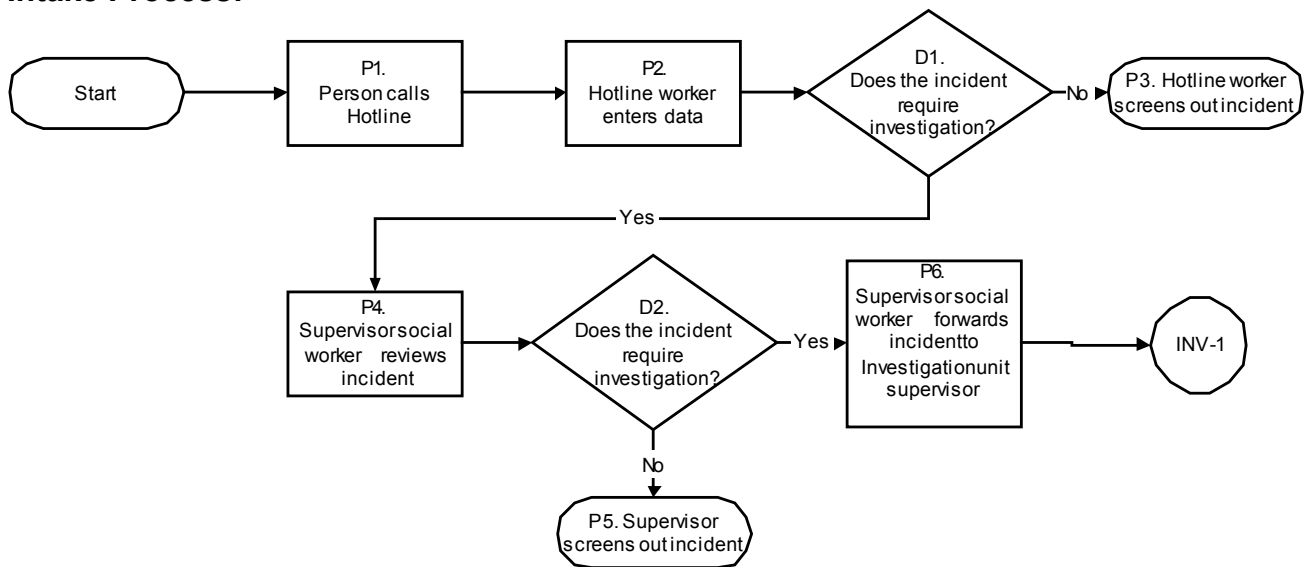 Intake Process:
Start
P1.
Person calls
Hotline
P2.
Hotline worker
enters data
D1.
Does the incident
require
investigation?
No
P3. Hotline worker
screens out incident
Yes
P4.
Supervisor social
worker reviews
incident
D2.
Does the incident
require
investigation?
Yes
P6.
Supervisor social
worker forwards
incident to
Investigation unit
supervisor
INV-1
No
P5. Supervisor
screens out incident